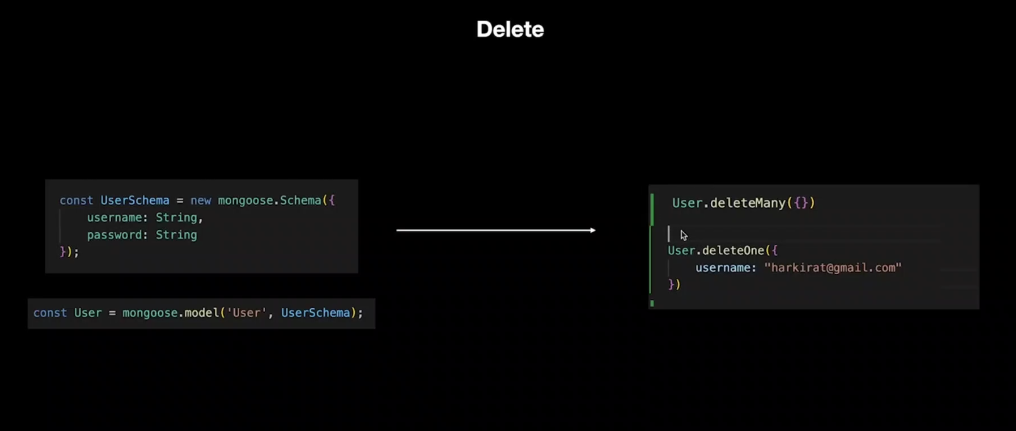 Delete
const UserSchema = new mongoose.Schema({
    username: String,
    password: String
});
const User = mongoose.model('User', UserSchema);
User.deleteMany({})
User.deleteOne({
    username: "harkirat@gmail.com"
})